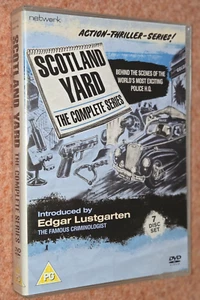 network
ACTION-THRILLER-SERIES!
SCOTLAND
YARD
THE COMPLETE SERIES
BEHIND THE SCENES OF THE
WORLD'S MOST EXCITING
POLICE H.Q.
Introduced by
Edgar Lustgarten
THE FAMOUS CRIMINOLOGIST
7
DISC
SET
PG
DVD
SCOTLAND YARD
THE COMPLETE SERIES